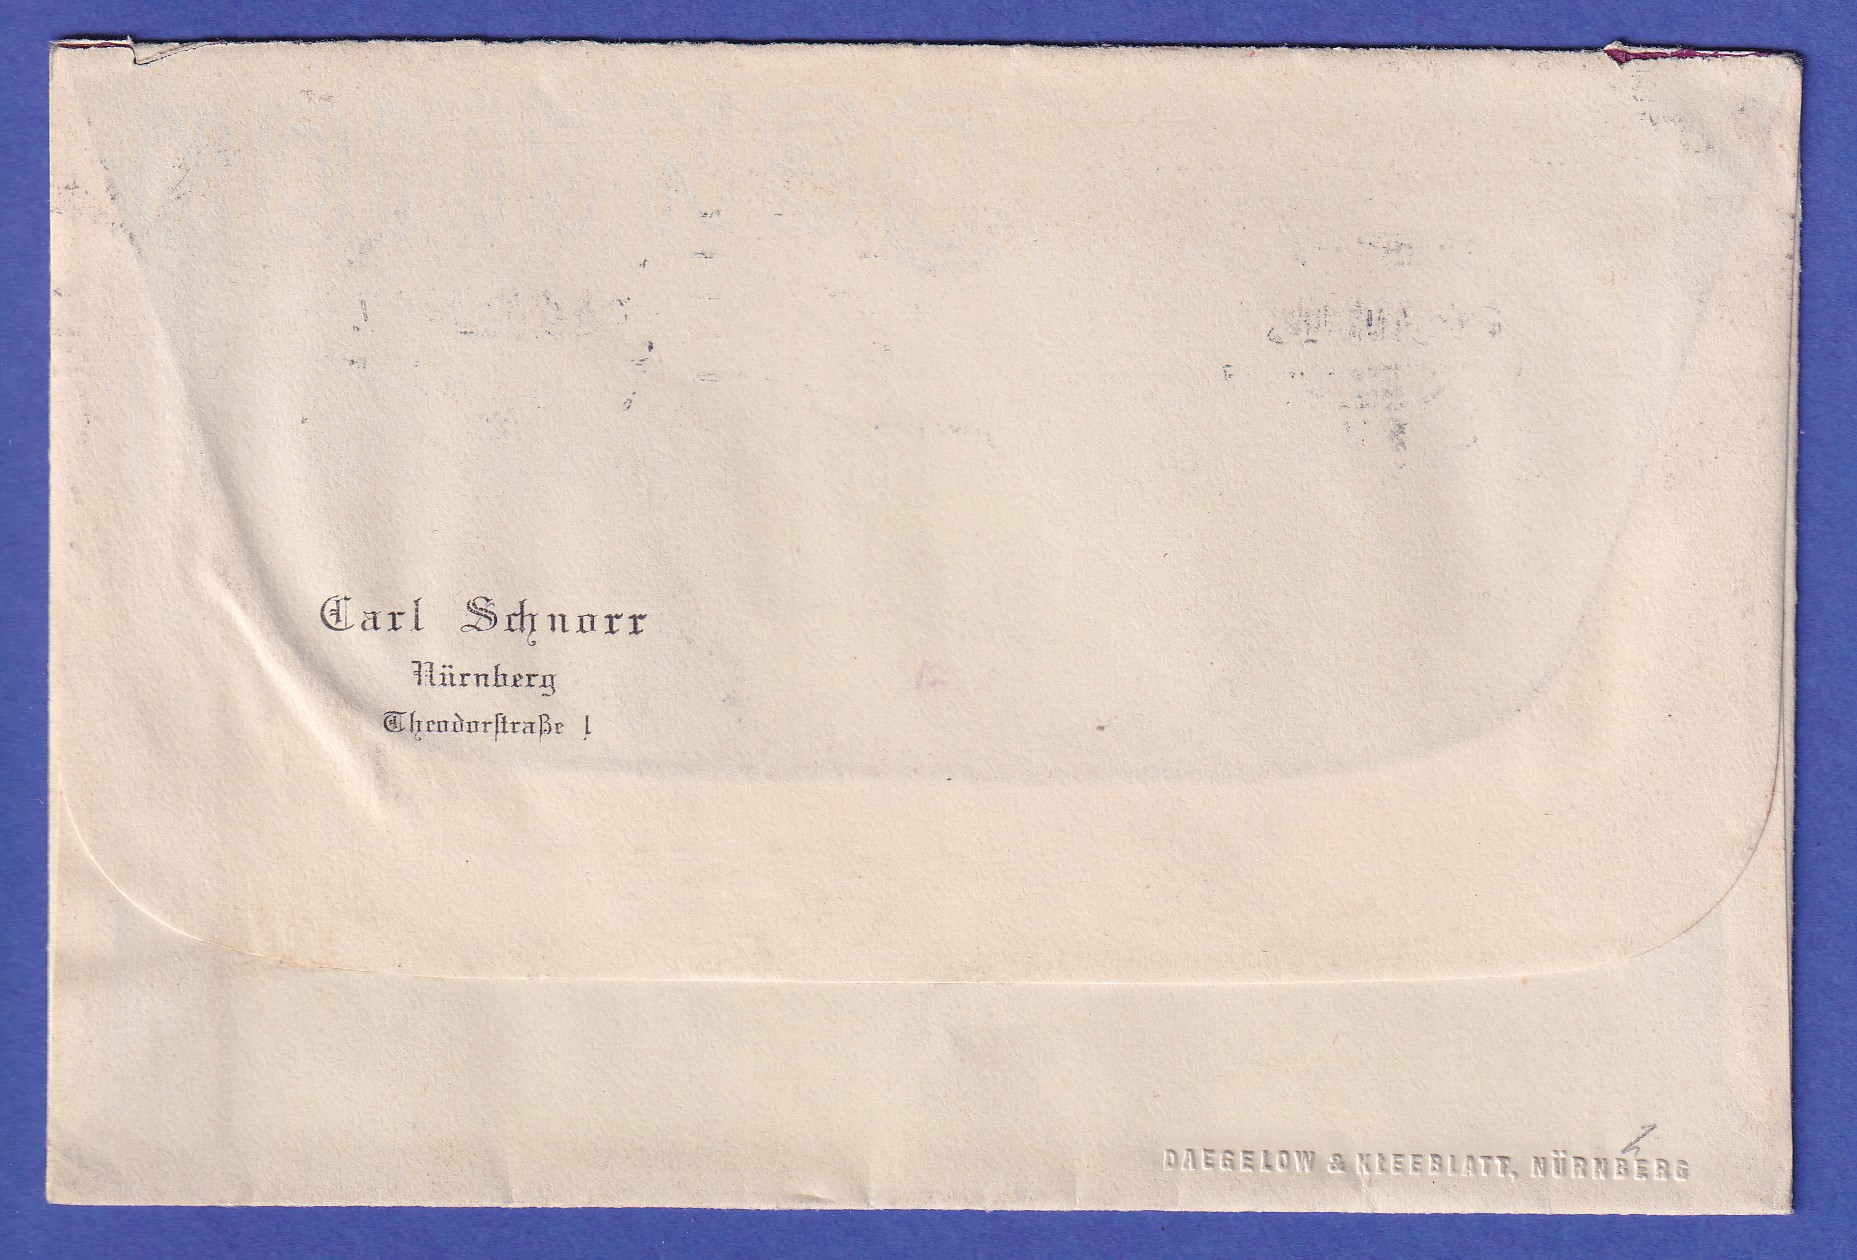 Carl Schnorr
Nürnberg
Theodorſtraße 1
DAEGELOW & KLEEBLATT, NÜRNBERG